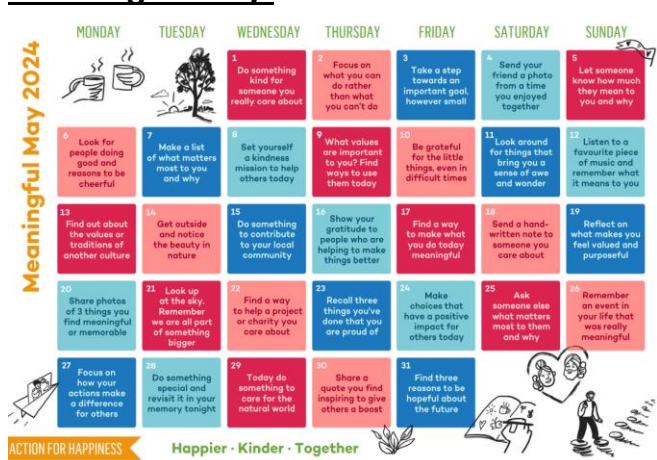 MONDAY TUESDAY WEDNESDAY THURSDAY FRIDAY SATURDAY SUNDAY
Meaningful May 2024
1
Do something
kind for
someone you
really care about
2
Focus on
what you can
do rather
than what
you can't do
3
Take a step
towards an
important goal,
however small
4
Send your
friend a photo
from a time
you enjoyed
together
5
Let someone
know how much
they mean to
you and why
6
Look for
people doing
good and
reasons to be
cheerful
7
Make a list
of what matters
most to you
and why
8
Set yourself
a kindness
mission to help
others today
9
What values
are important
to you? Find
ways to use
them today
10
Be grateful
for the little
things, even in
difficult times
11
Look around
for things that
bring you a
sense of awe
and wonder
12
Listen to a
favourite piece
of music and
remember what
it means to you
13
Find out about
the values or
traditions of
another culture
14
Get outside
and notice
the beauty in
nature
15
Do something
to contribute
to your local
community
16
Show your
gratitude to
people who are
helping to make
things better
17
Find a way
to make what
you do today
meaningful
18
Send a hand-
written note to
someone you
care about
19
Reflect on
what makes you
feel valued and
purposeful
20
Share photos
of 3 things you
find meaningful
or memorable
21
Look up
at the sky.
Remember
we are all part
of something
bigger
22
Find a way
to help a project
or charity you
care about
23
Recall three
things you've
done that you
are proud of
24
Make
choices that
have a positive
impact for
others today
25
Ask
someone else
what matters
most to them
and why
26
Remember
an event in
your life that
was really
meaningful
27
Focus on
how your
actions make
a difference
for others
28
Do something
special and
revisit it in your
memory tonight
29
Today do
something to
care for the
natural world
30
Share a
quote you find
inspiring to give
others a boost
31
Find three
reasons to be
hopeful about
the future
ACTION FOR HAPPINESS
Happier · Kinder · Together